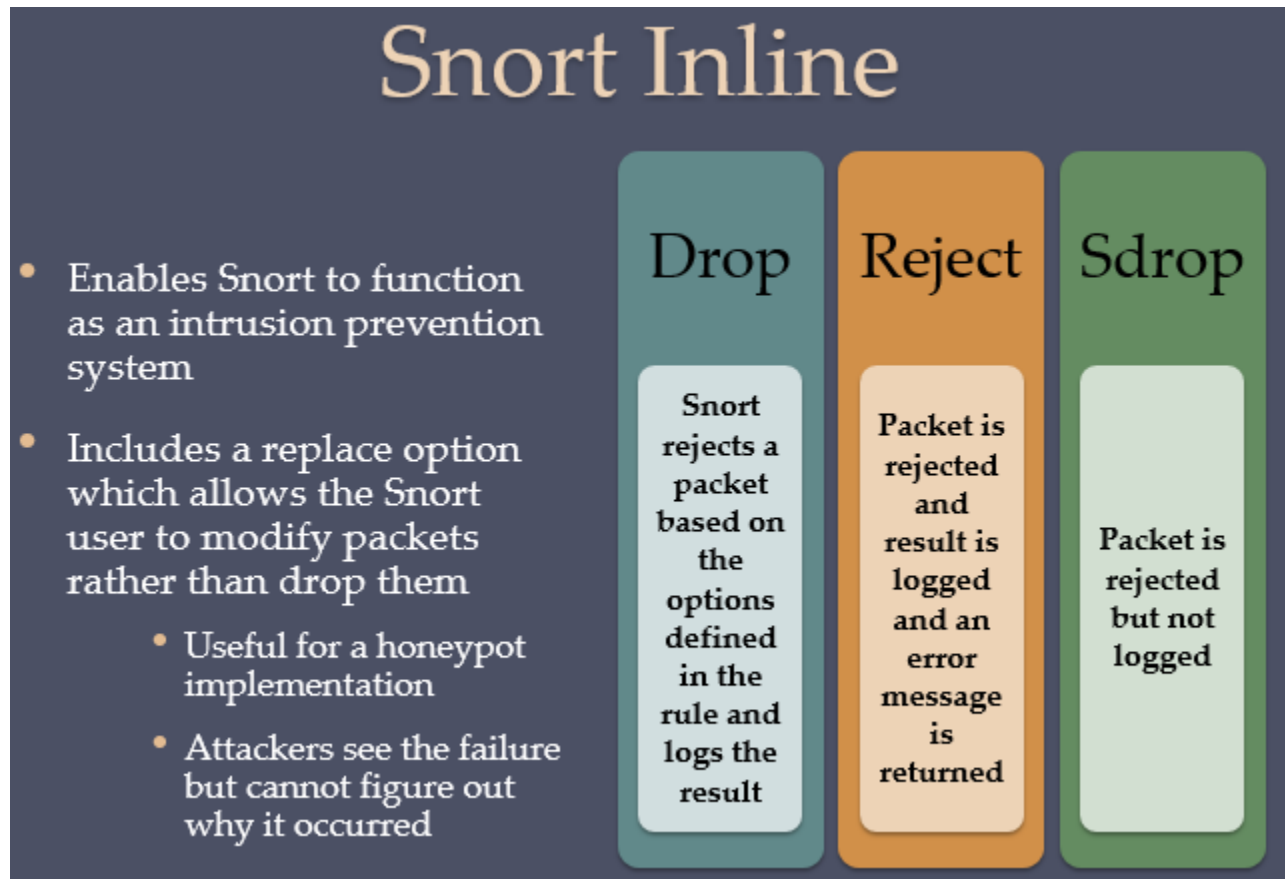 Snort Inline
Enables Snort to function
as an intrusion prevention
system
Includes a replace option
which allows the Snort
user to modify packets
rather than drop them
Useful for a honeypot
implementation
Attackers see the failure
but cannot figure out
why it occurred
Drop
Snort
rejects a
packet
based on
the
options
defined
in the
rule and
logs the
result
Reject
Packet is
rejected
and
result is
logged
and an
error
message
is
returned
Sdrop
Packet is
rejected
but not
logged